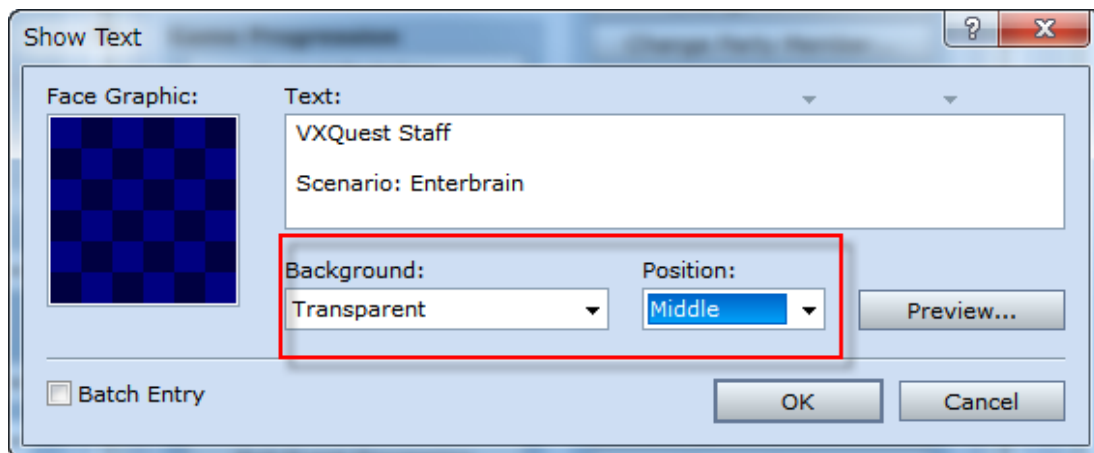 Show Text
?
X
Face Graphic:
Text:
VXQuest Staff
Scenario: Enterbrain
Background:
Position:
Transparent
Middle
Preview...
Batch Entry
OK
Cancel